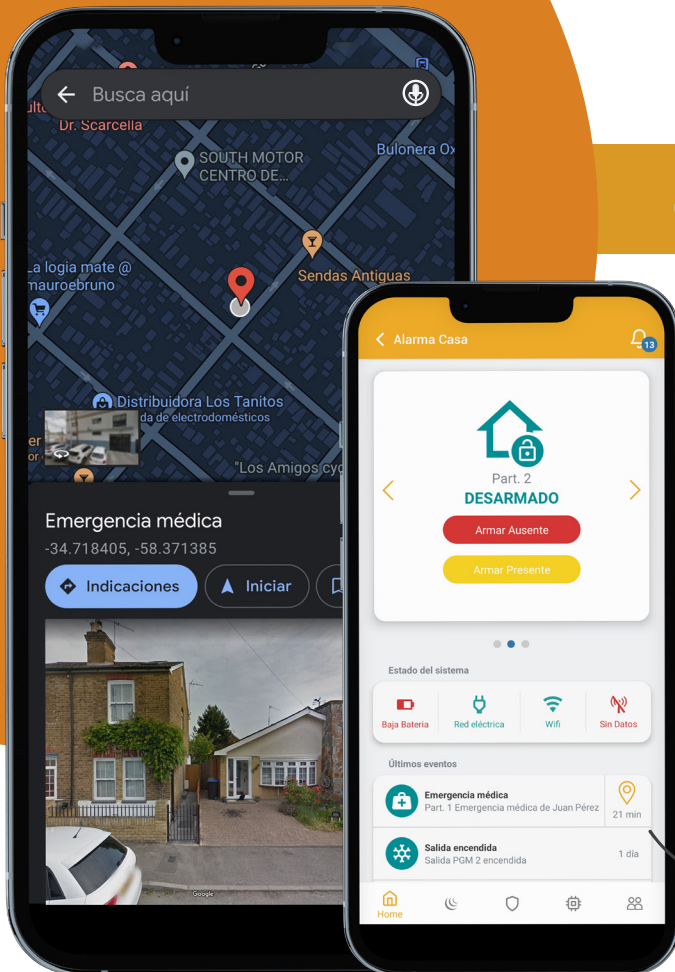 Busca aquí
Dr. Scarcella
SOUTH MOTOR
CENTRO DE...
Bulonera Ox
La logia mate @
mauroebruno
Sendas Antiguas
Distribuidora Los Tanitos
da de electrodomésticos
"Los Amigos cyc
Emergencia médica
-34.718405, -58.371385
Indicaciones
Iniciar
Google
Alarma Casa
13
Part. 2
DESARMADO
Armar Ausente
Armar Presente
Estado del sistema
Baja Bateria
Red eléctrica
Wifi
Sin Datos
Últimos eventos
Emergencia médica
Part. 1 Emergencia médica de Juan Pérez
21 min
Salida encendida
Salida PGM 2 encendida
1 día
Home